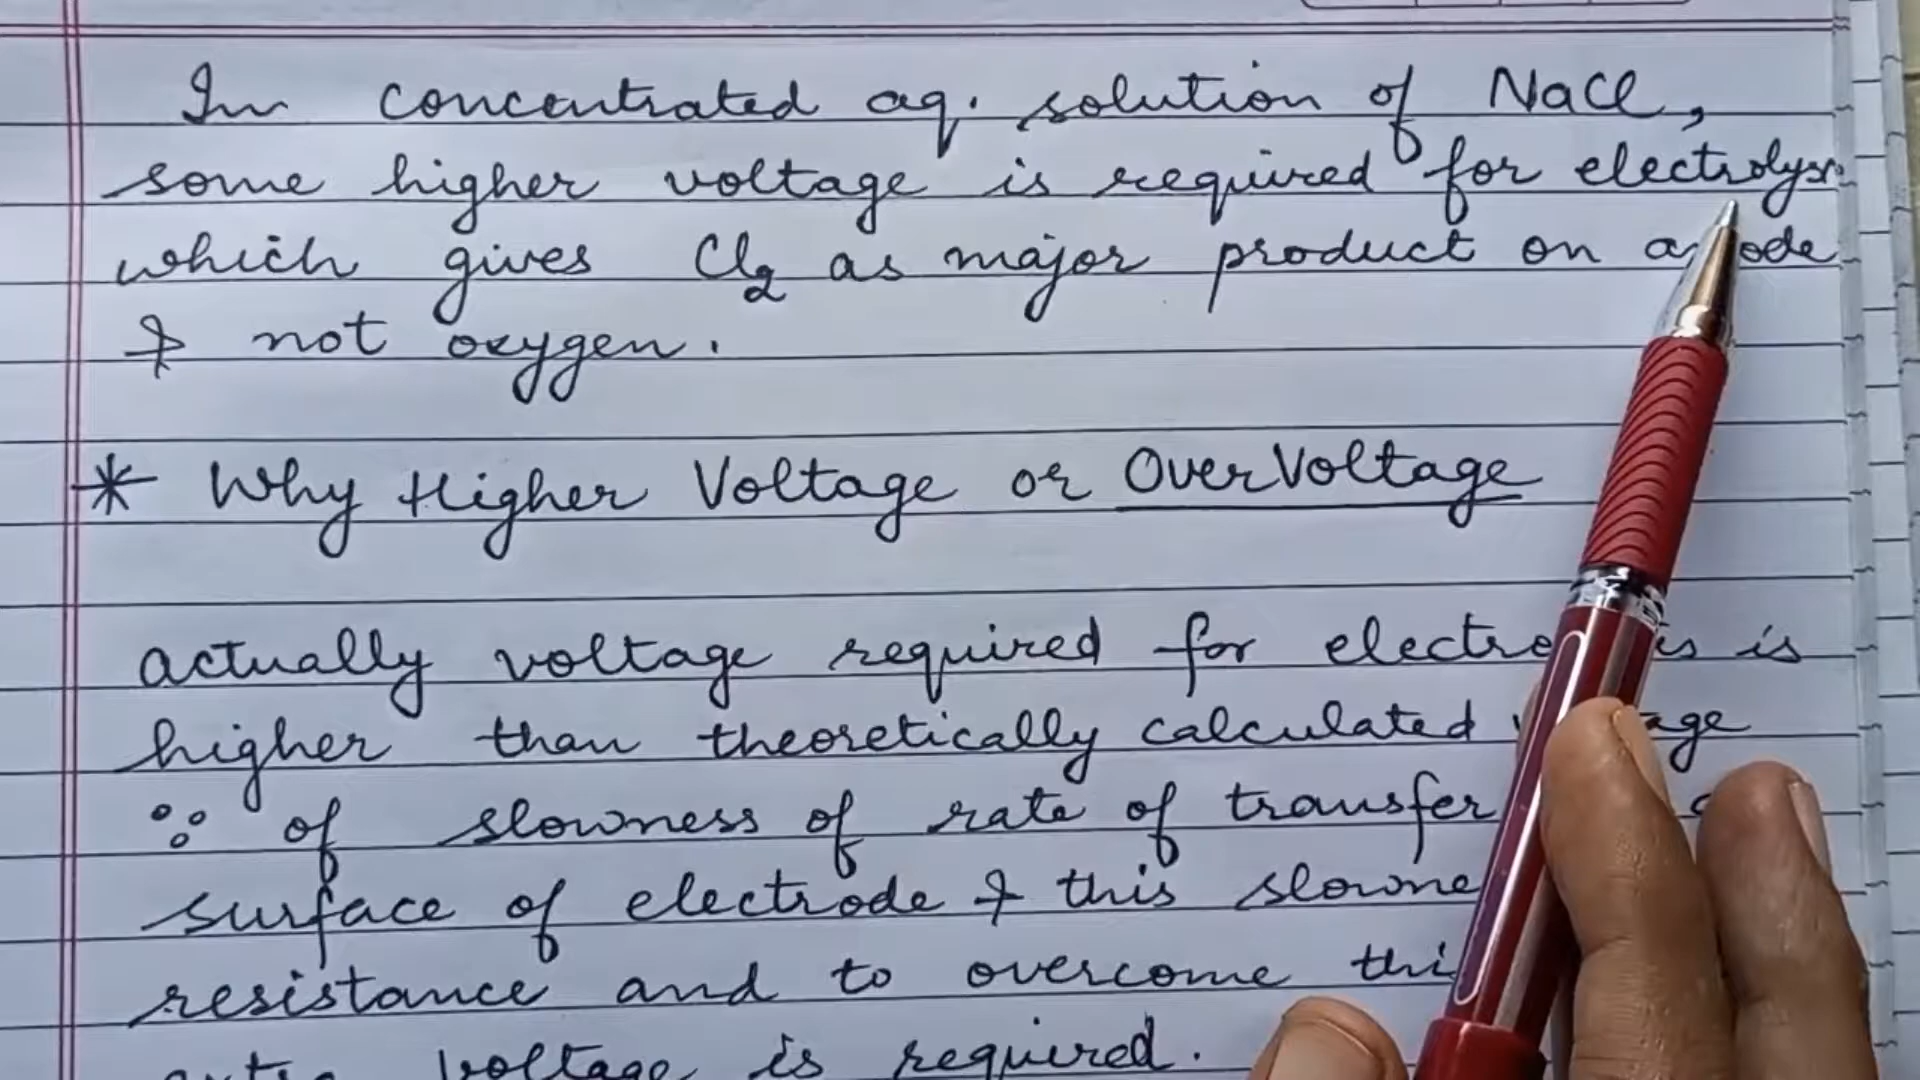 In concentrated aq. solution of NaCl,
some higher voltage is required for electrolysis
which gives Cl2 as major product on anode
& not oxygen.
* Why Higher Voltage or OverVoltage
actually voltage required for is
higher than theoretically calculated
∵ of slowness of rate of transfer
surface of electrode & this
resistance and to overcome
voltage is required.